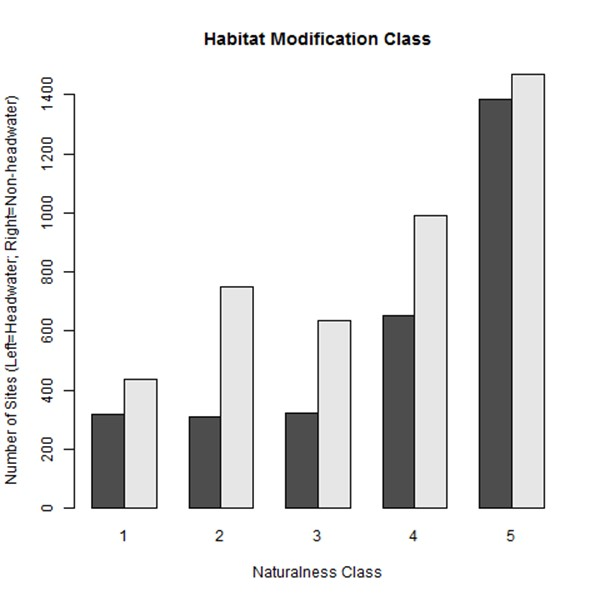 Habitat Modification Class
Number of Sites (Left=Headwater; Right=Non-headwater)
1400
1200
1000
800
600
400
200
0
1 2 3 4 5
Naturalness Class